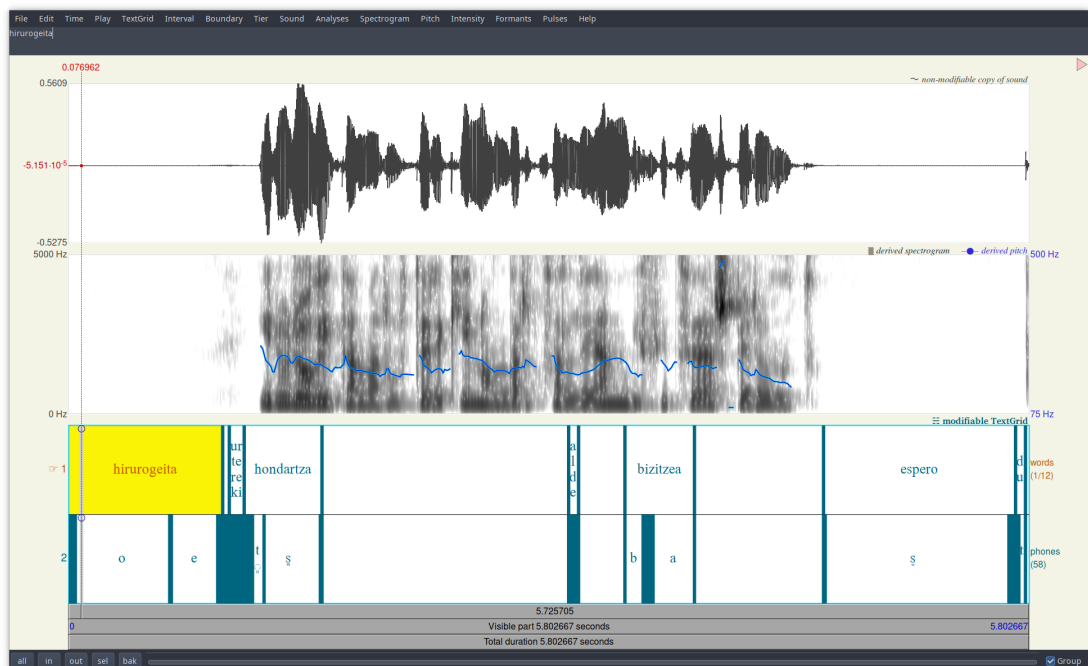 File Edit Time Play TextGrid Interval Boundary Tier Sound Analyses Spectrogram Pitch Intensity Formants Pulses Help
hirurogeita
0.076962
0.5609
~ non-modifiable copy of sound
-5.151·10-5
-0.5275
5000 Hz
derived spectrogram
derived pitch
500 Hz
0 Hz
75 Hz
modifiable TextGrid
1
hirurogeita
ur
te
re
ki
hondartza
a
l
d
e
bizitzea
espero
d
u
words
(1/12)
2
o
e
t
s̺
b
a
s̺
phones
(58)
5.725705
0
Visible part 5.802667 seconds
5.802667
Total duration 5.802667 seconds
all in out sel bak
Group